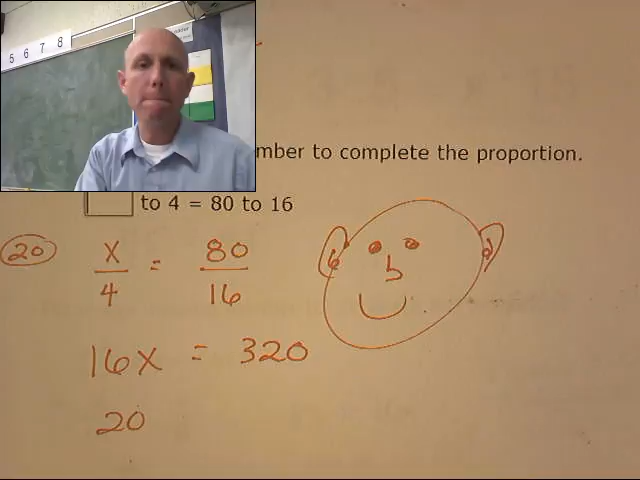 5 6 7 8
mber to complete the proportion.
to 4 = 80 to 16
20
x/4 = 80/16
16x = 320
20